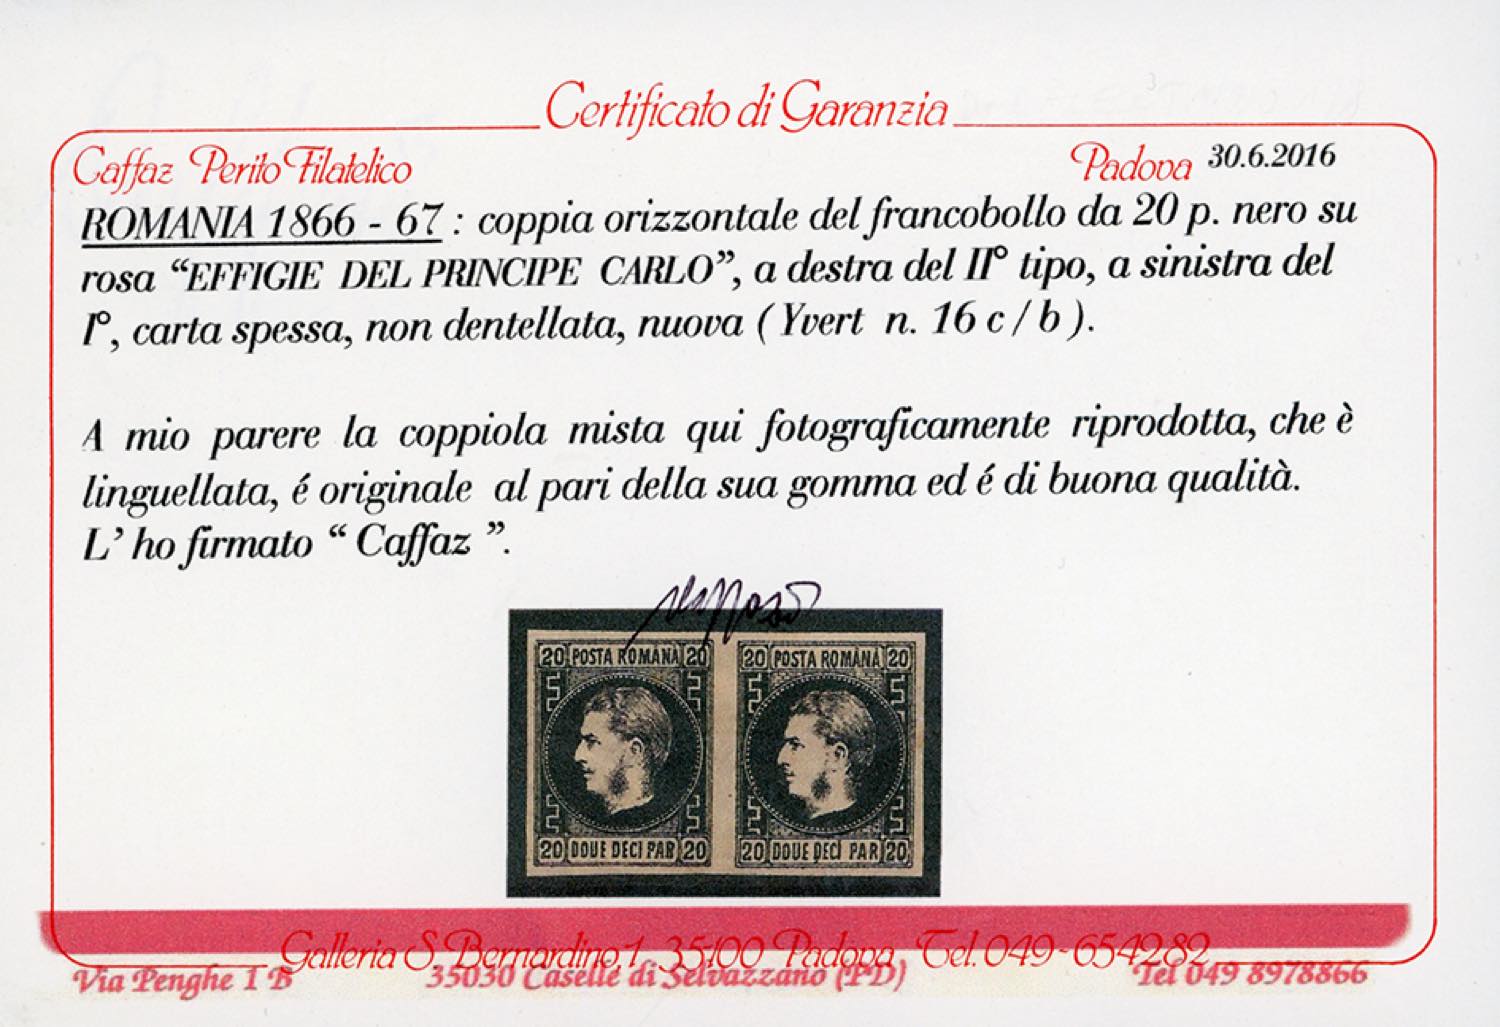 Certificato di Garanzia
Caffaz Perito Filatelico
Padova 30.6.2016
ROMANIA 1866 - 67 : coppia orizzontale del francobollo da 20 p. nero su
rosa “EFFIGIE DEL PRINCIPE CARLO”, a destra del II° tipo, a sinistra del
I°, carta spessa, non dentellata, nuova ( Yvert n. 16 c / b ).
A mio parere la coppiola mista qui fotograficamente riprodotta, che è
linguellata, é originale al pari della sua gomma ed é di buona qualità.
L’ ho firmato “ Caffaz ”.
20 POSTA ROMĂNĂ 20
20 DOUE DECI PAR 20
20 POSTA ROMĂNĂ 20
20 DOUE DECI PAR 20
Galleria S. Bernardino, 1 35100 Padova Tel. 049-654282
Via Penghe 1 B 35030 Caselle di Selvazzano (PD) Tel 049 8978866